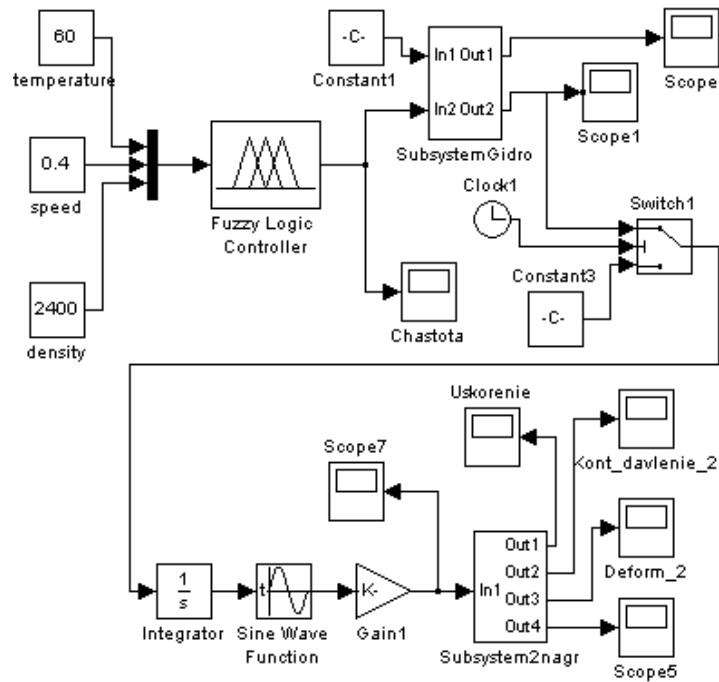 60
temperature
0.4
speed
2400
density
Fuzzy Logic
Controller
-C-
Constant1
In1 Out1
In2 Out2
SubsystemGidro
Scope
Scope1
Clock1
Switch1
Constant3
-C-
Chastota
Uskorenie
Kont_davlenie_2
Scope7
Deform_2
1
s
Integrator
t
Sine Wave
Function
K-
Gain1
In1
Out1
Out2
Out3
Out4
Subsystem2nagr
Scope5